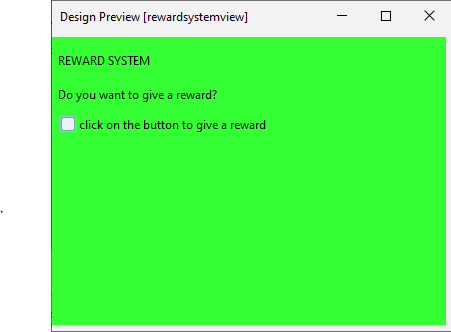 Design Preview [rewardsystemview]
REWARD SYSTEM
Do you want to give a reward?
click on the button to give a reward
.